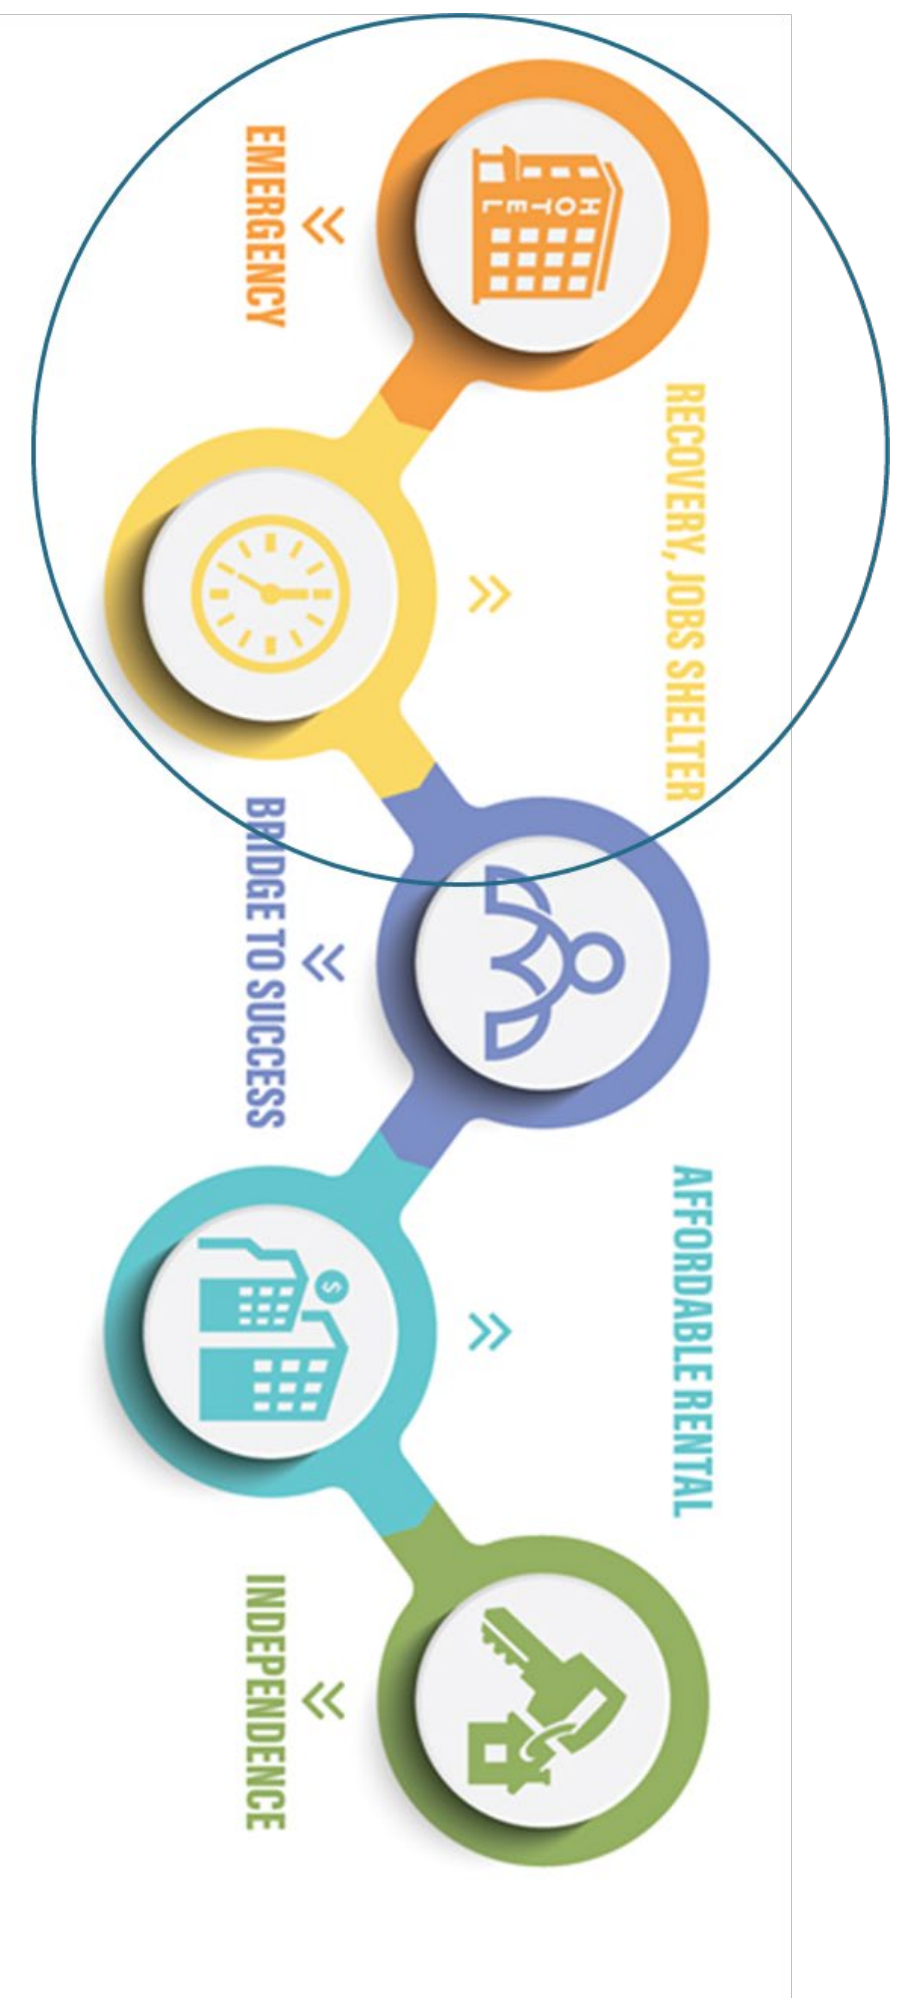 HOTEL
EMERGENCY
RECOVERY, JOBS SHELTER
BRIDGE TO SUCCESS
$
AFFORDABLE RENTAL
INDEPENDENCE